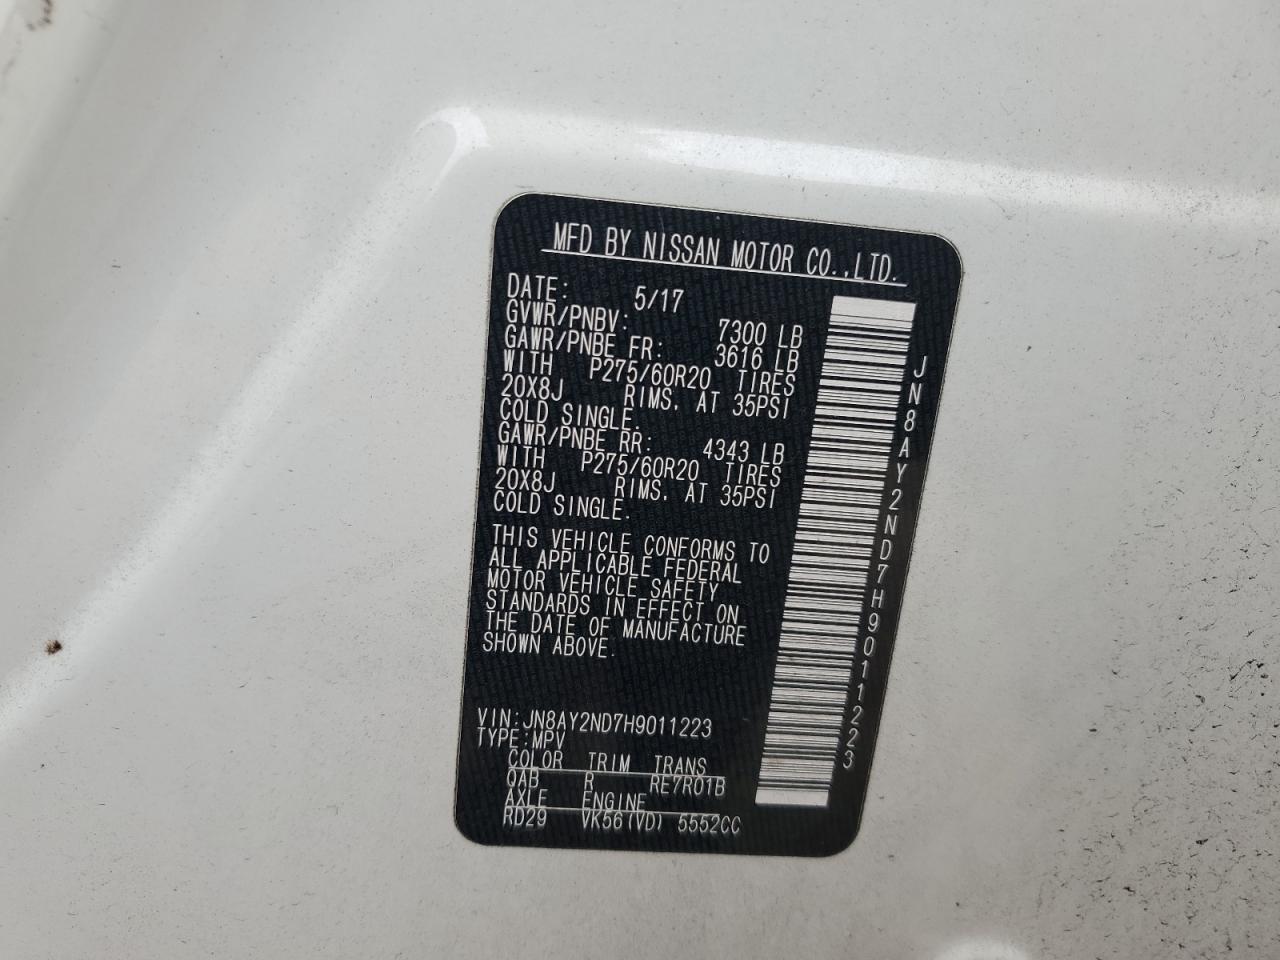 MFD BY NISSAN MOTOR CO.,LTD.
DATE: 5/17
GVWR/PNBV: 7300 LB
GAWR/PNBE FR: 3616 LB
WITH P275/60R20 TIRES
20X8J RIMS. AT 35PSI
COLD SINGLE.
GAWR/PNBE RR: 4343 LB
WITH P275/60R20 TIRES
20X8J RIMS. AT 35PSI
COLD SINGLE.
THIS VEHICLE CONFORMS TO
ALL APPLICABLE FEDERAL
MOTOR VEHICLE SAFETY
STANDARDS IN EFFECT ON
THE DATE OF MANUFACTURE
SHOWN ABOVE.
VIN:JN8AY2ND7H9011223
TYPE:MPV
COLOR TRIM TRANS
QAB R RE7R01B
AXLE ENGINE
RD29 VK56(VD) 5552CC
JN8AY2ND7H9011223